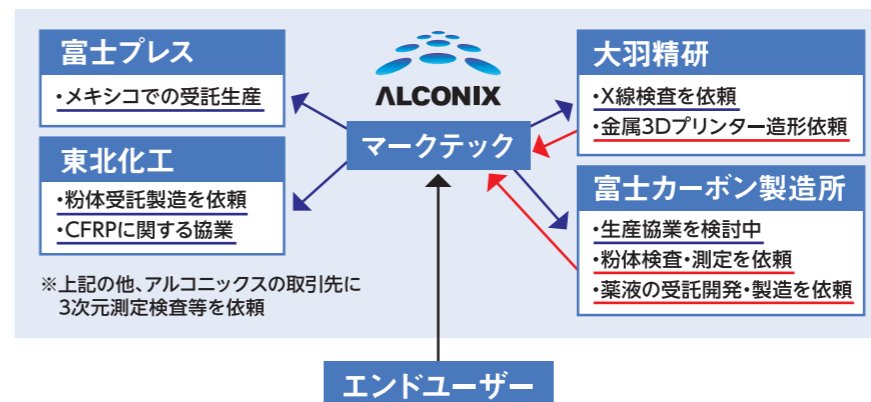 富士プレス
・メキシコでの受託生産
東北化工
・粉体受託製造を依頼
・CFRPに関する協業
※上記の他、アルコニックスの取引先に
3次元測定検査等を依頼
ALCONIX
マークテック
大羽精研
・X線検査を依頼
・金属3Dプリンター造形依頼
富士カーボン製造所
・生産協業を検討中
・粉体検査・測定を依頼
・薬液の受託開発・製造を依頼
エンドユーザー